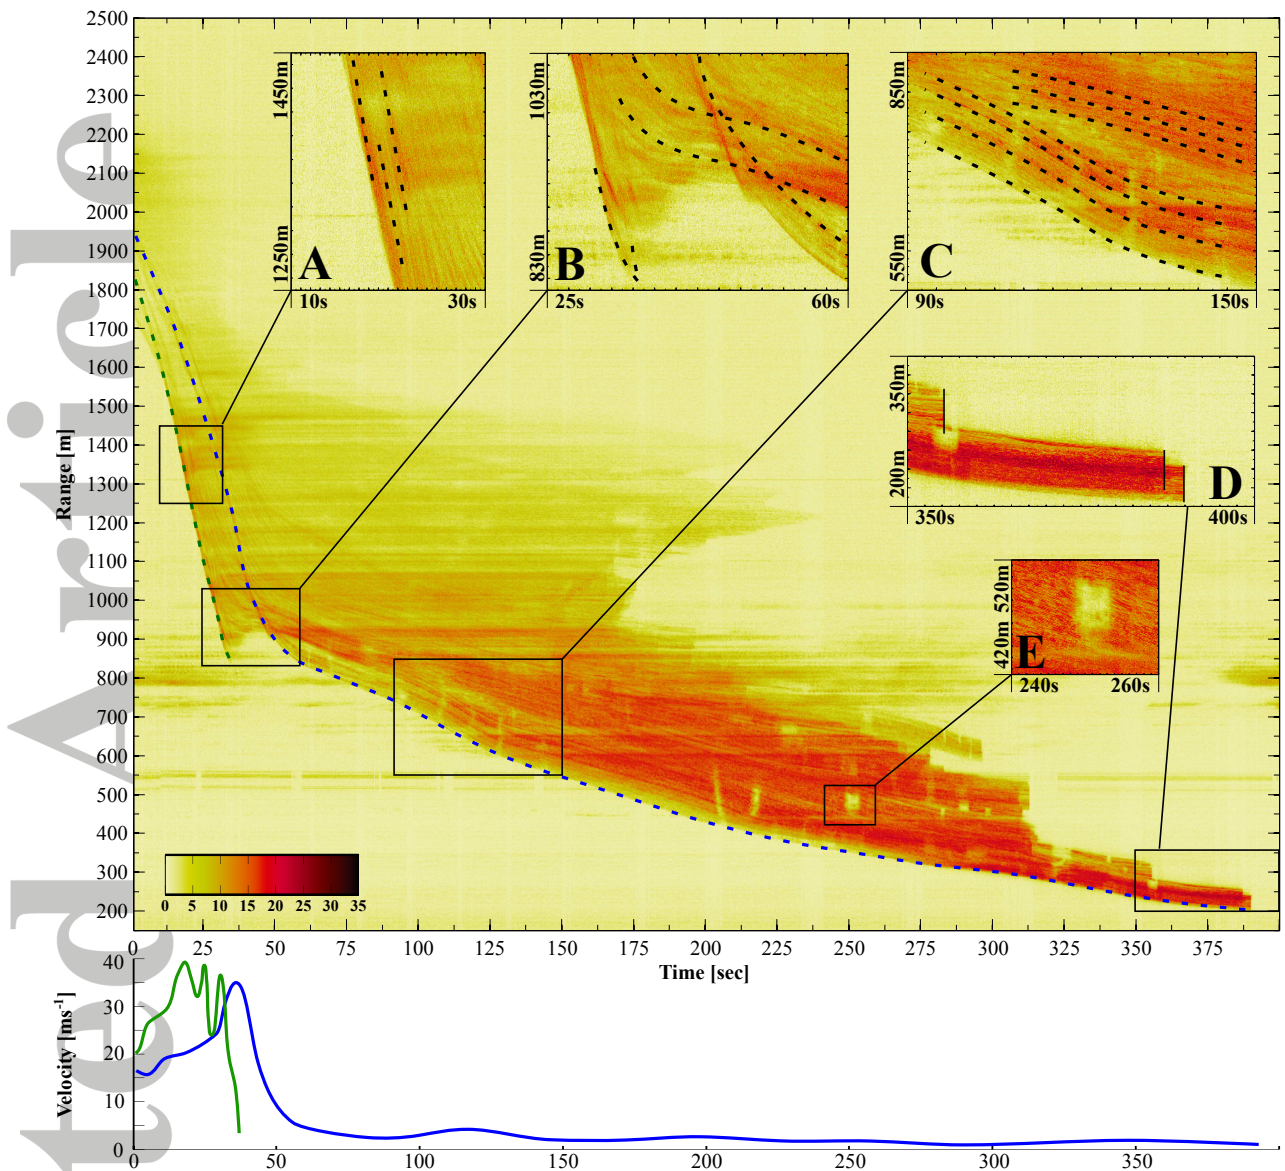 2500
2400
2300
2200
2100
2000
1900
1800
1700
1600
1500
1400
1300
1200
1100
1000
900
800
700
600
500
400
300
200
Range [m]
0 25 50 75 100 125 150 175 200 225 250 275 300 325 350 375
Time [sec]
1450m
1250m
A
10s 30s
1030m
830m
B
25s 60s
850m
550m
C
90s 150s
350m
200m
D
350s 400s
520m
420m
E
240s 260s
0 5 10 15 20 25 30 35
40
30
20
10
0
Velocity [ms-1]
0 50 100 150 200 250 300 350
ted Article